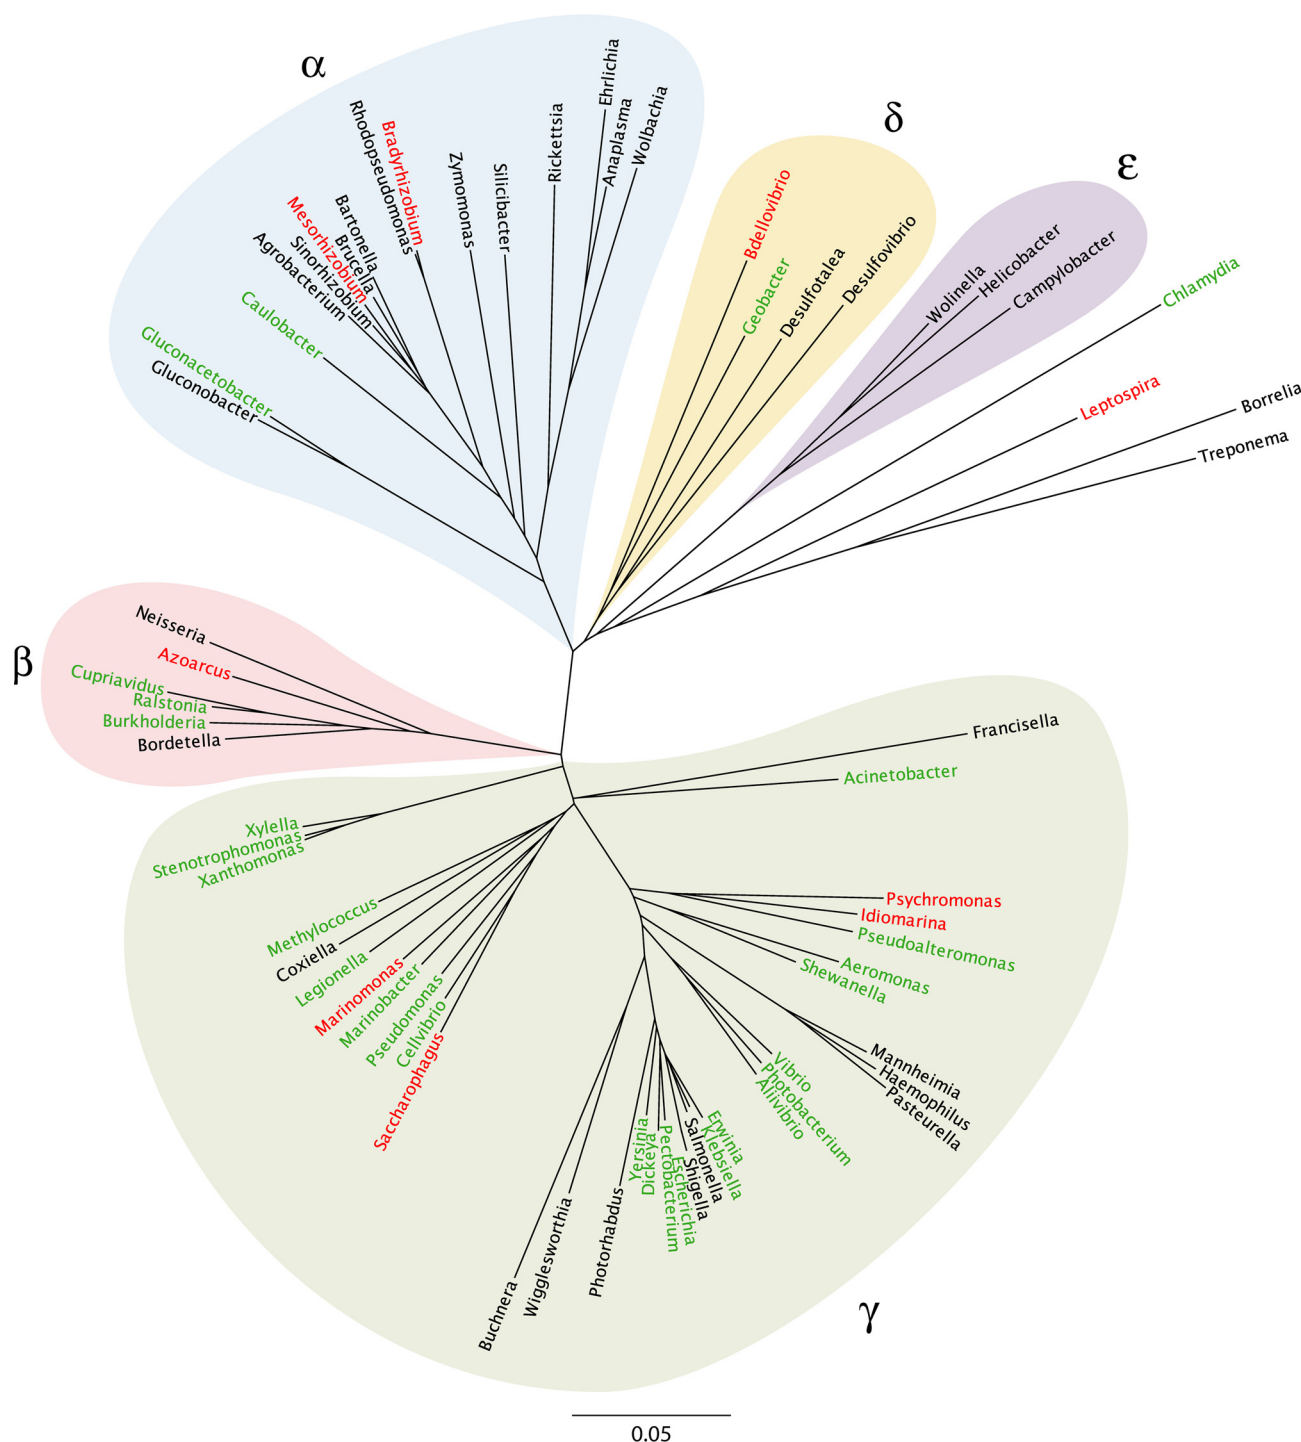 α
Ehrlichia
Anaplasma
Wolbachia
Rickettsia
Silicibacter
Zymomonas
Bradyrhizobium
Rhodopseudomonas
Bartonella
Brucella
Mesorhizobium
Sinorhizobium
Agrobacterium
Caulobacter
Gluconacetobacter
Gluconobacter
δ
Bdellovibrio
Geobacter
Desulfotalea
Desulfovibrio
ε
Wolinella
Helicobacter
Campylobacter
Chlamydia
Leptospira
Borrelia
Treponema
β
Neisseria
Azoarcus
Cupriavidus
Ralstonia
Burkholderia
Bordetella
Francisella
Acinetobacter
Xylella
Stenotrophomonas
Xanthomonas
Methylococcus
Coxiella
Legionella
Marinomonas
Marinobacter
Pseudomonas
Cellvibrio
Saccharophagus
Psychromonas
Idiomarina
Pseudoalteromonas
Aeromonas
Shewanella
Mannheimia
Haemophilus
Pasteurella
Vibrio
Photobacterium
Aliivibrio
Erwinia
Klebsiella
Salmonella
Shigella
Escherichia
Pectobacterium
Dickeya
Yersinia
Photorhabdus
Wigglesworthia
Buchnera
γ
0.05